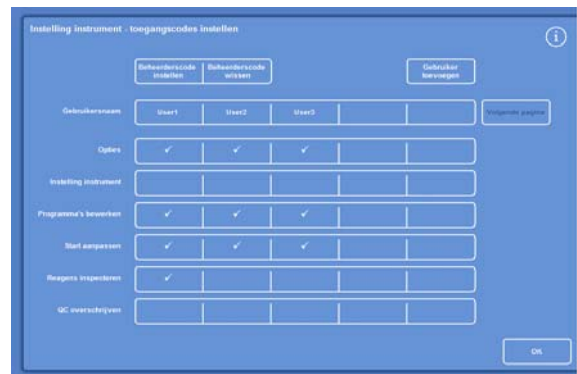 Instelling instrument - toegangscodes instellen
Beheerderscode instellen
Beheerderscode wissen
Gebruiker toevoegen
Gebruikersnaam User1 User2 User3 Volgende pagina
Opties
Instelling instrument
Programma's bewerken
Start aanpassen
Reagens inspecteren
QC overschrijven
OK